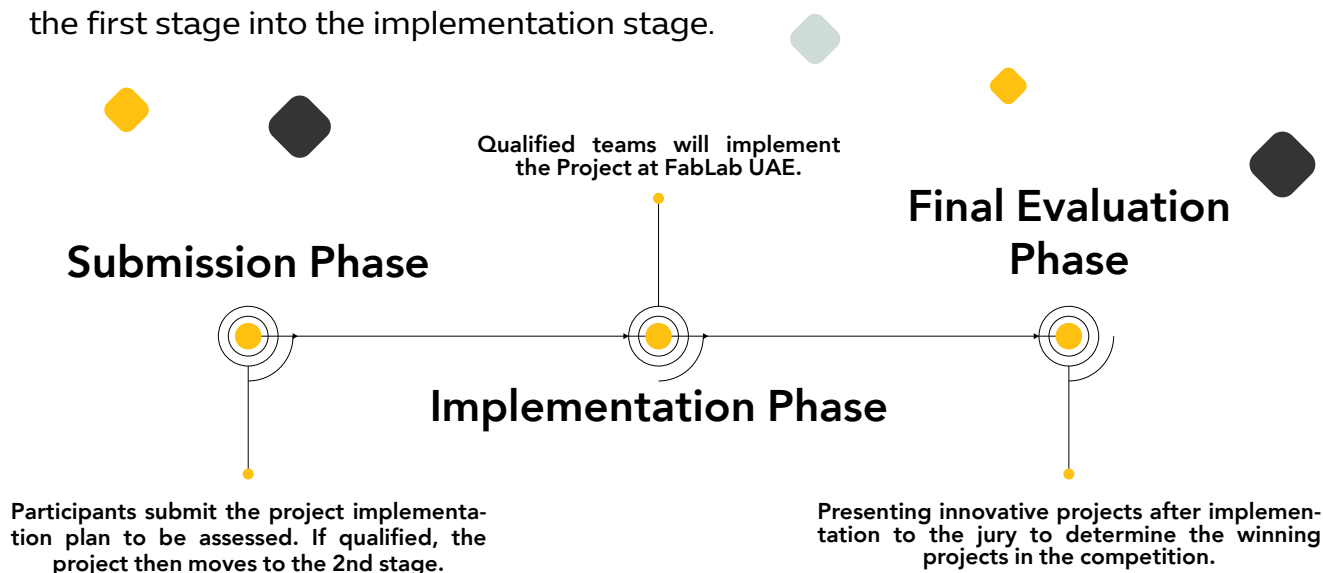 the first stage into the implementation stage.
Qualified teams will implement
the Project at FabLab UAE.
Final Evaluation
Phase
Submission Phase
Implementation Phase
Participants submit the project implementa-
tion plan to be assessed. If qualified, the
project then moves to the 2nd stage.
Presenting innovative projects after implemen-
tation to the jury to determine the winning
projects in the competition.